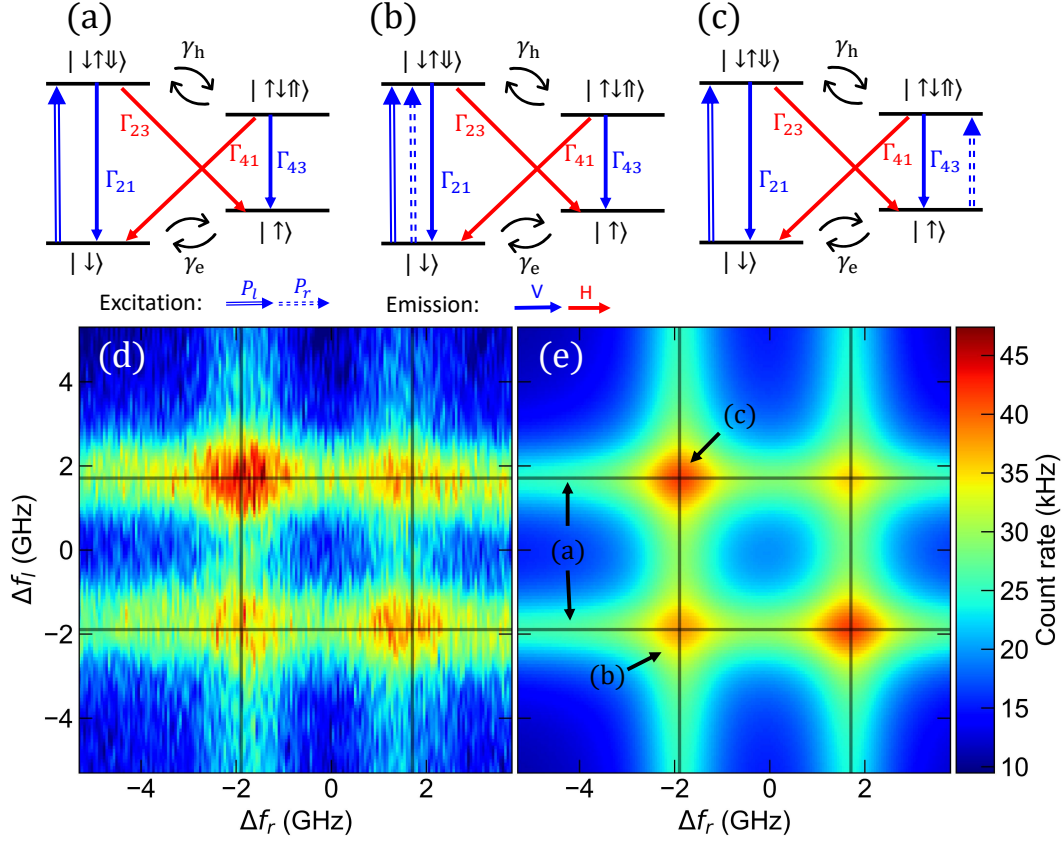 (a) (b) (c)
| ↓↑⇓⟩ γh | ↑↓⇑⟩ Γ23 Γ41 Γ21 Γ43 | ↓⟩ γe | ↑⟩
| ↓↑⇓⟩ γh | ↑↓⇑⟩ Γ23 Γ41 Γ21 Γ43 | ↓⟩ γe | ↑⟩
| ↓↑⇓⟩ γh | ↑↓⇑⟩ Γ23 Γ41 Γ21 Γ43 | ↓⟩ γe | ↑⟩
Excitation: Pl Pr Emission: V H
(d)
4
2
0
−2
−4
Δfl (GHz)
−4 −2 0 2
Δfr (GHz)
(e)
(c)
(a)
(b)
−4 −2 0 2
Δfr (GHz)
45
40
35
30
25
20
15
10
Count rate (kHz)